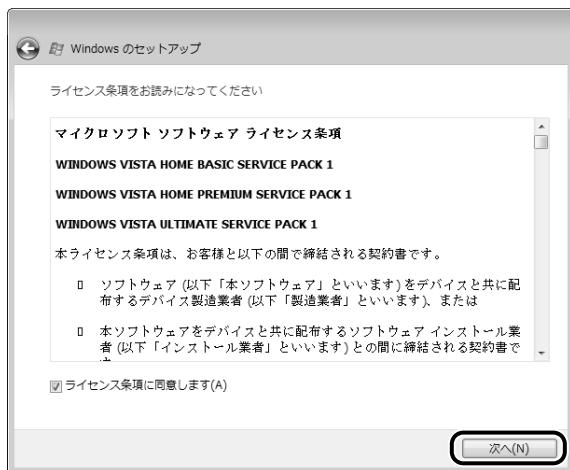 Windows のセットアップ
ライセンス条項をお読みになってください
マイクロソフト ソフトウェア ライセンス条項
WINDOWS VISTA HOME BASIC SERVICE PACK 1
WINDOWS VISTA HOME PREMIUM SERVICE PACK 1
WINDOWS VISTA ULTIMATE SERVICE PACK 1
本ライセンス条項は、お客様と以下の間で締結される契約書です。
ソフトウェア (以下「本ソフトウェア」といいます) をデバイスと共に配
布するデバイス製造業者 (以下「製造業者」といいます)、または
本ソフトウェアをデバイスと共に配布するソフトウェア インストール業
者 (以下「インストール業者」といいます) との間に締結される契約書で
ライセンス条項に同意します(A)
次へ(N)